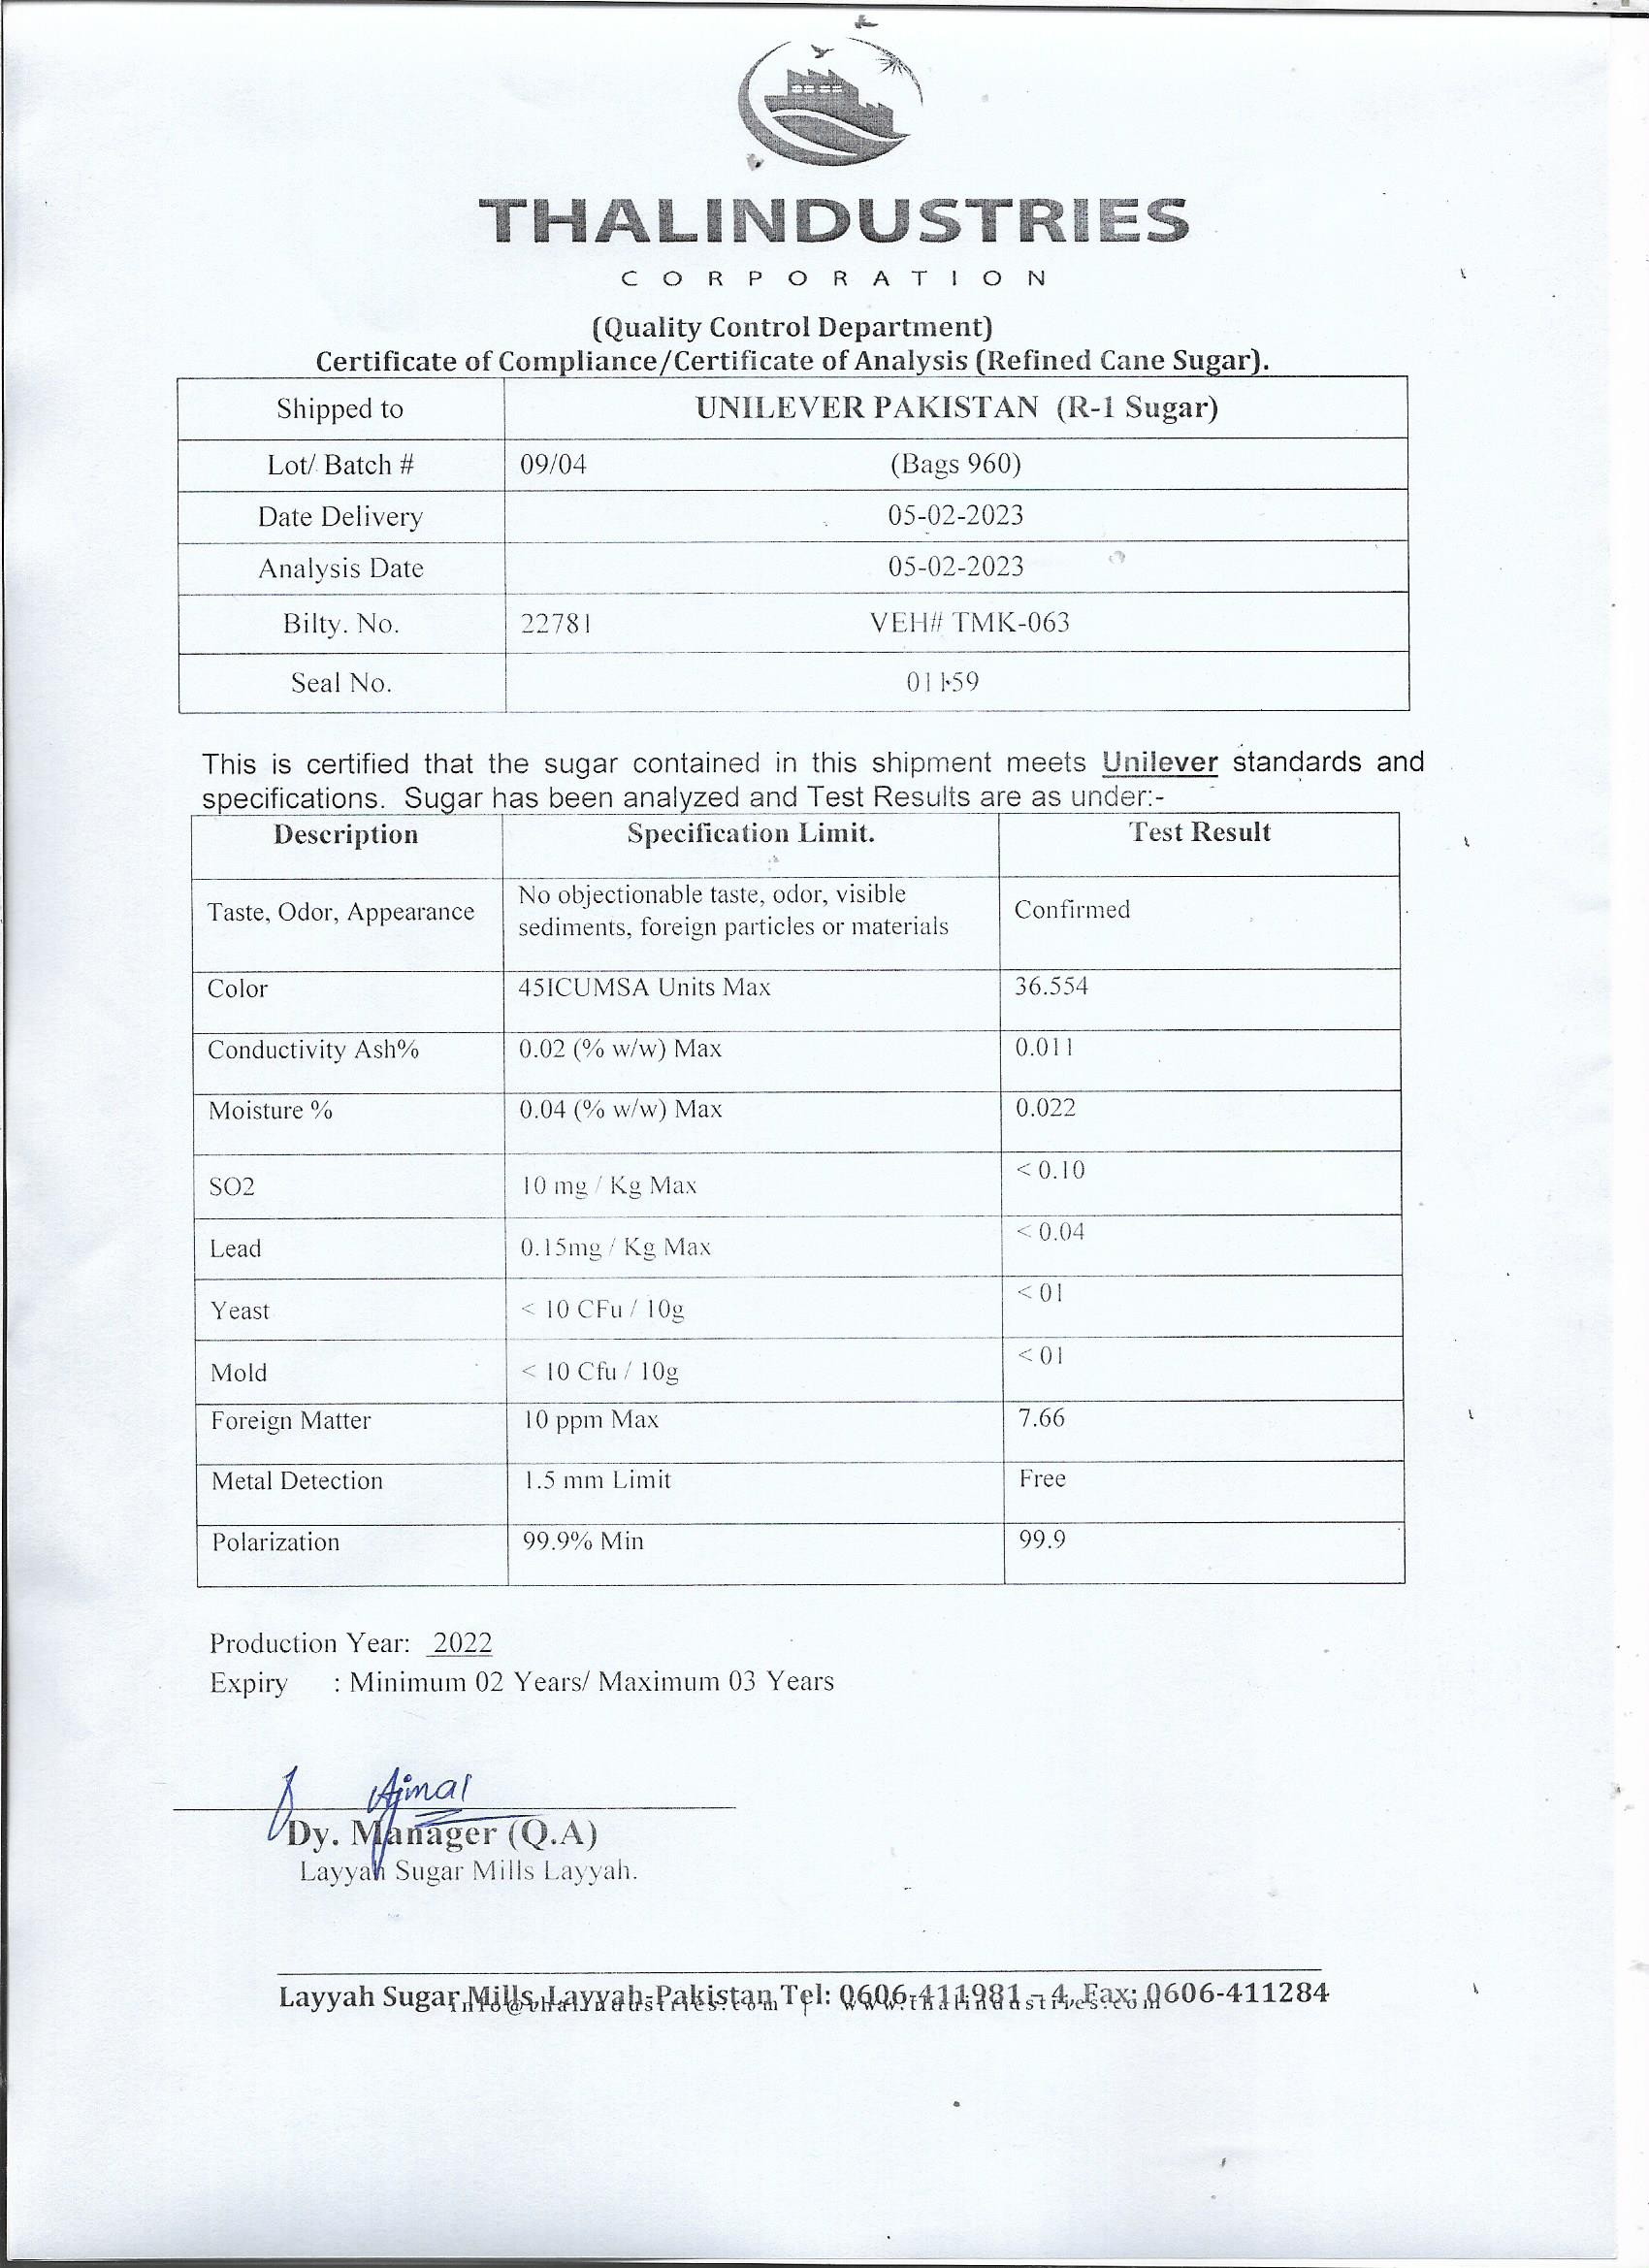 THALINDUSTRIES
CORPORATION
(Quality Control Department)
Certificate of Compliance/Certificate of Analysis (Refined Cane Sugar).
Shipped to UNILEVER PAKISTAN (R-1 Sugar)
Lot/ Batch # 09/04 (Bags 960)
Date Delivery 05-02-2023
Analysis Date 05-02-2023
Bilty. No. 22781 VEH# TMK-063
Seal No. 01159
This is certified that the sugar contained in this shipment meets Unilever standards and
specifications. Sugar has been analyzed and Test Results are as under:-
Description Specification Limit. Test Result
Taste, Odor, Appearance No objectionable taste, odor, visible
sediments, foreign particles or materials Confirmed
Color 45ICUMSA Units Max 36.554
Conductivity Ash% 0.02 (% w/w) Max 0.011
Moisture % 0.04 (% w/w) Max 0.022
SO2 10 mg / Kg Max < 0.10
Lead 0.15mg / Kg Max < 0.04
Yeast < 10 CFu / 10g < 01
Mold < 10 Cfu / 10g < 01
Foreign Matter 10 ppm Max 7.66
Metal Detection 1.5 mm Limit Free
Polarization 99.9% Min 99.9
Production Year: 2022
Expiry : Minimum 02 Years/ Maximum 03 Years
Ajmal
Dy. Manager (Q.A)
Layyah Sugar Mills Layyah.
Layyah Sugar Mills, Layyah-Pakistan Tel: 0606-411981 – 4, Fax: 0606-411284
info@thalindustries.com | www.thalindustries.com